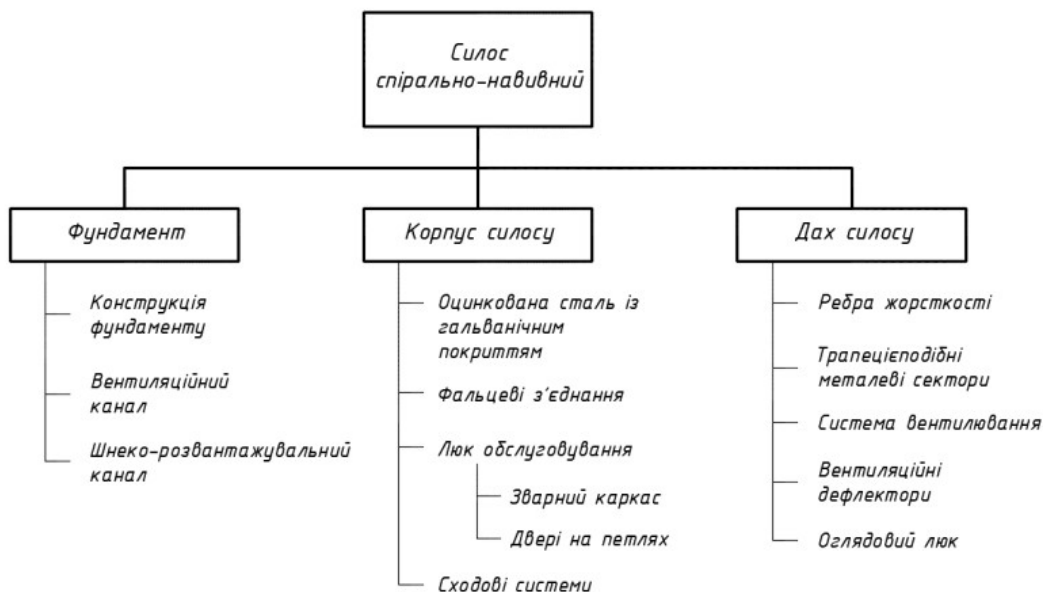 Силос
спірально-навивний
Фундамент
Конструкція
фундаменту
Вентиляційний
канал
Шнеко-розвантажувальний
канал
Корпус силосу
Оцинкована сталь із
гальванічним
покриттям
Фальцеві з'єднання
Люк обслуговування
Зварний каркас
Двері на петлях
Сходові системи
Дах силосу
Ребра жорсткості
Трапецієподібні
металеві сектори
Система вентилювання
Вентиляційні
дефлектори
Оглядовий люк